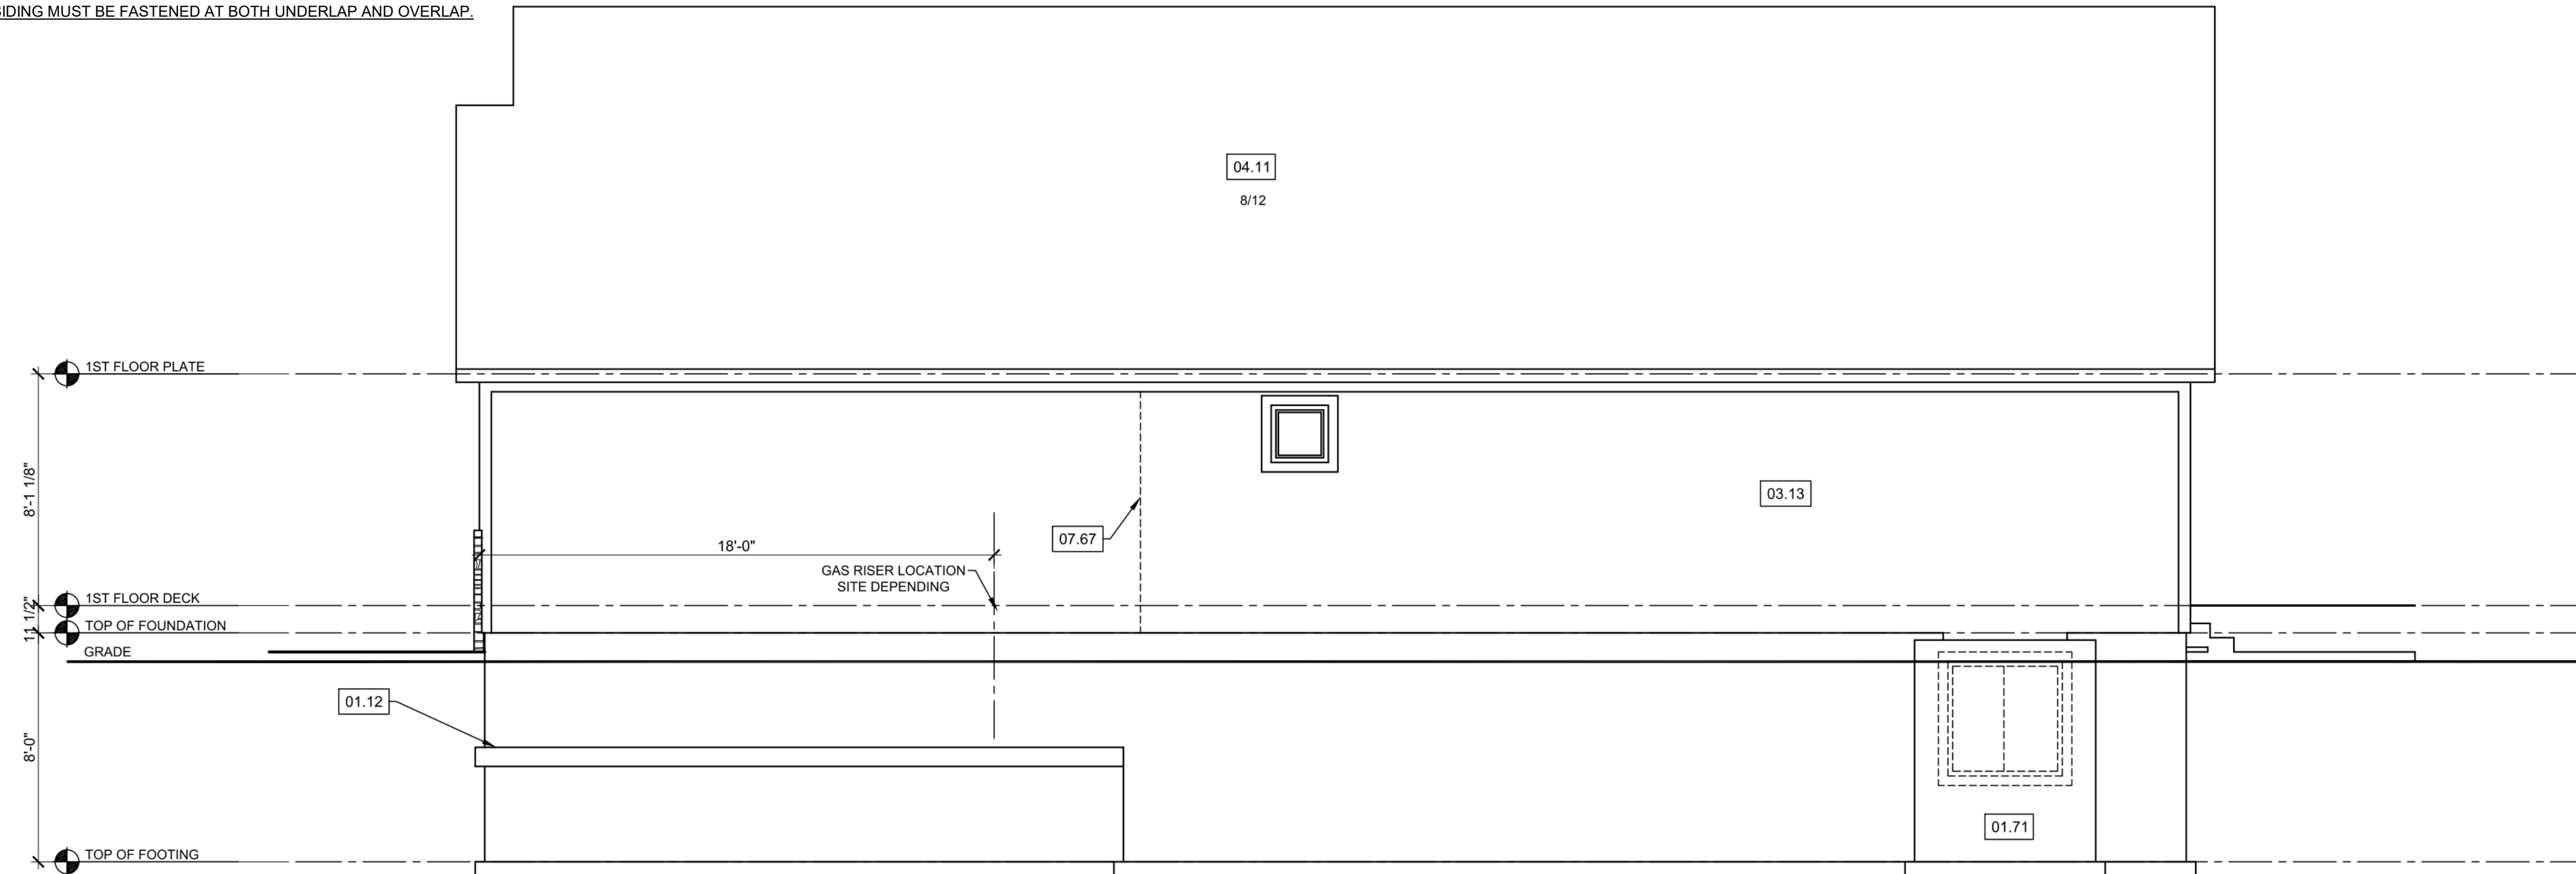 SIDING MUST BE FASTENED AT BOTH UNDERLAP AND OVERLAP.
04.11
8/12
1ST FLOOR PLATE
8'-1 1/8"
03.13
07.67
18'-0"
GAS RISER LOCATION
SITE DEPENDING
1ST FLOOR DECK
11 1/2"
TOP OF FOUNDATION
GRADE
01.12
8'-0"
01.71
TOP OF FOOTING